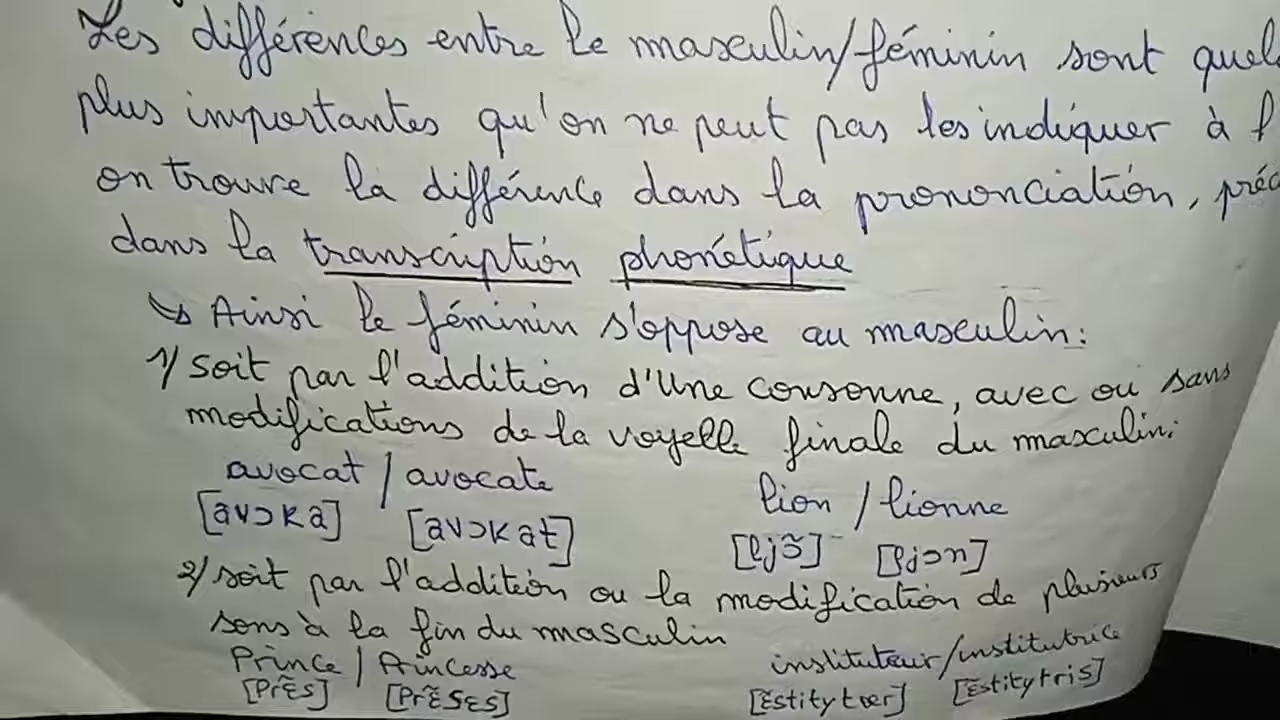 Les différences entre le masculin/féminin sont quel
plus importantes qu'on ne peut pas les indiquer à l
on trouve la différence dans la prononciation, préc
dans la transcription phonétique
↳ Ainsi le féminin s'oppose au masculin:
1/ soit par l'addition d'une consonne, avec ou sans
modifications de la voyelle finale du masculin:
avocat / avocate lion / lionne
[avɔka] [avɔkat] [ljɔ̃] [ljɔn]
2/ soit par l'addition ou la modification de plusieurs
sons à la fin du masculin
Prince / Princesse instituteur/institutrice
[prɛ̃s] [prɛ̃sɛs] [ɛ̃stitytœr] [ɛ̃stitytris]